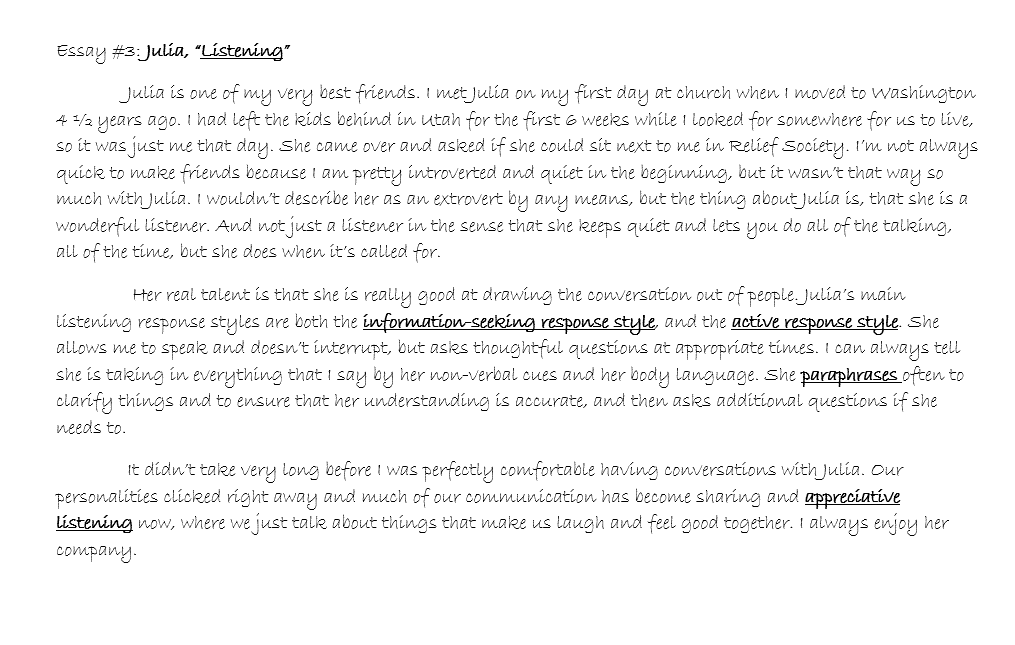 Essay #3: Julia, “Listening”
Julia is one of my very best friends. I met Julia on my first day at church when I moved to Washington
4 ½ years ago. I had left the kids behind in Utah for the first 6 weeks while I looked for somewhere for us to live,
so it was just me that day. She came over and asked if she could sit next to me in Relief Society. I’m not always
quick to make friends because I am pretty introverted and quiet in the beginning, but it wasn’t that way so
much with Julia. I wouldn’t describe her as an extrovert by any means, but the thing about Julia is, that she is a
wonderful listener. And not just a listener in the sense that she keeps quiet and lets you do all of the talking,
all of the time, but she does when it’s called for.
Her real talent is that she is really good at drawing the conversation out of people. Julia’s main
listening response styles are both the information-seeking response style, and the active response style. She
allows me to speak and doesn’t interrupt, but asks thoughtful questions at appropriate times. I can always tell
she is taking in everything that I say by her non-verbal cues and her body language. She paraphrases often to
clarify things and to ensure that her understanding is accurate, and then asks additional questions if she
needs to.
It didn’t take very long before I was perfectly comfortable having conversations with Julia. Our
personalities clicked right away and much of our communication has become sharing and appreciative
listening now, where we just talk about things that make us laugh and feel good together. I always enjoy her
company.